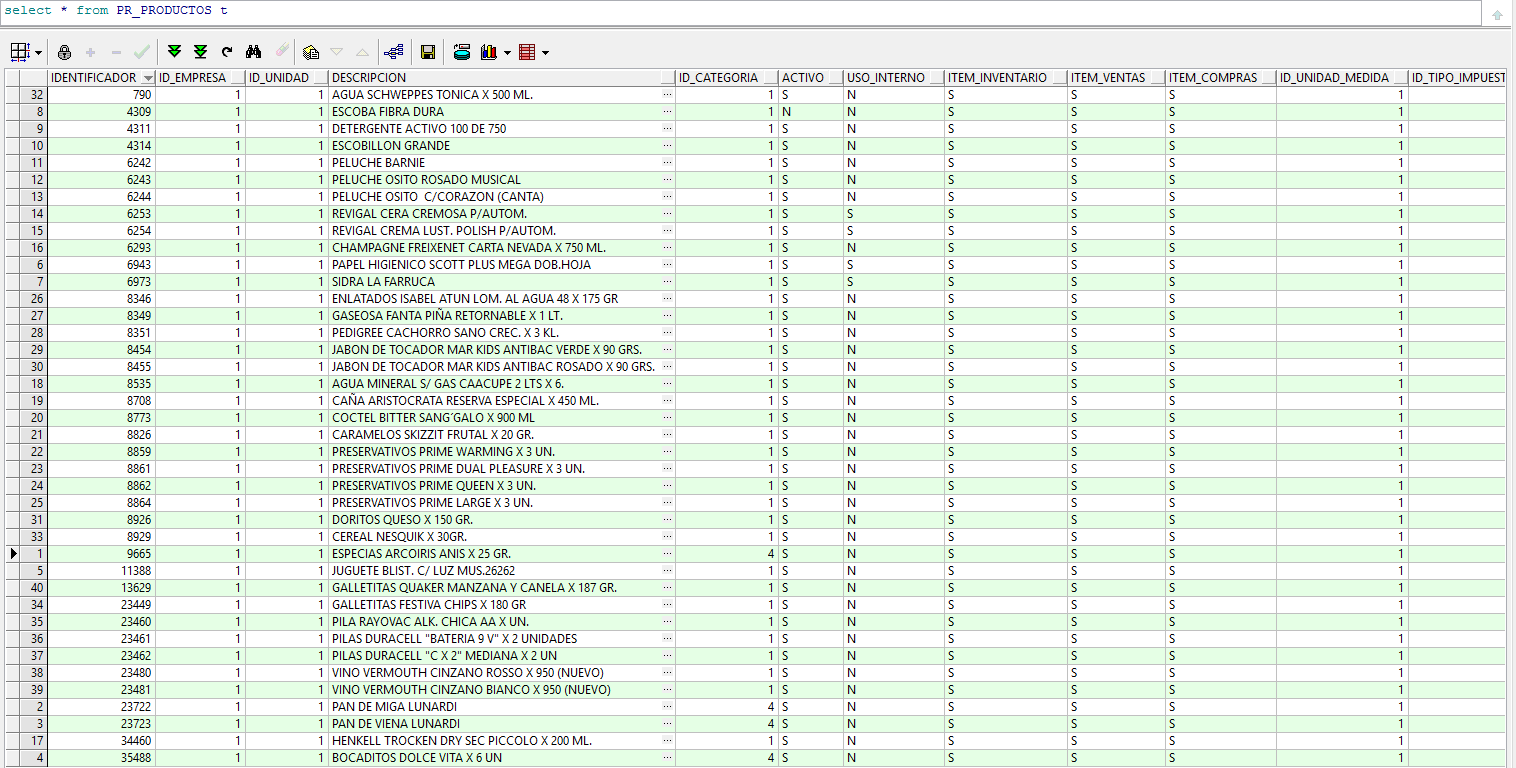 select * from PR_PRODUCTOS t
IDENTIFICADOR ID_EMPRESA ID_UNIDAD DESCRIPCION ID_CATEGORIA ACTIVO USO_INTERNO ITEM_INVENTARIO ITEM_VENTAS ITEM_COMPRAS ID_UNIDAD_MEDIDA ID_TIPO_IMPUEST
32 790 1 1 AGUA SCHWEPPES TONICA X 500 ML. ... 1 S N S S S 1
8 4309 1 1 ESCOBA FIBRA DURA ... 1 N N S S S 1
9 4311 1 1 DETERGENTE ACTIVO 100 DE 750 ... 1 S N S S S 1
10 4314 1 1 ESCOBILLON GRANDE ... 1 S N S S S 1
11 6242 1 1 PELUCHE BARNIE ... 1 S N S S S 1
12 6243 1 1 PELUCHE OSITO ROSADO MUSICAL ... 1 S N S S S 1
13 6244 1 1 PELUCHE OSITO  C/CORAZON (CANTA) ... 1 S N S S S 1
14 6253 1 1 REVIGAL CERA CREMOSA P/AUTOM. ... 1 S S S S S 1
15 6254 1 1 REVIGAL CREMA LUST. POLISH P/AUTOM. ... 1 S S S S S 1
16 6293 1 1 CHAMPAGNE FREIXENET CARTA NEVADA X 750 ML. ... 1 S N S S S 1
6 6943 1 1 PAPEL HIGIENICO SCOTT PLUS MEGA DOB.HOJA ... 1 S S S S S 1
7 6973 1 1 SIDRA LA FARRUCA ... 1 S S S S S 1
26 8346 1 1 ENLATADOS ISABEL ATUN LOM. AL AGUA 48 X 175 GR ... 1 S N S S S 1
27 8349 1 1 GASEOSA FANTA PIÑA RETORNABLE X 1 LT. ... 1 S N S S S 1
28 8351 1 1 PEDIGREE CACHORRO SANO CREC. X 3 KL. ... 1 S N S S S 1
29 8454 1 1 JABON DE TOCADOR MAR KIDS ANTIBAC VERDE X 90 GRS. ... 1 S N S S S 1
30 8455 1 1 JABON DE TOCADOR MAR KIDS ANTIBAC ROSADO X 90 GRS. ... 1 S N S S S 1
18 8535 1 1 AGUA MINERAL S/ GAS CAACUPE 2 LTS X 6. ... 1 S N S S S 1
19 8708 1 1 CAÑA ARISTOCRATA RESERVA ESPECIAL X 450 ML. ... 1 S N S S S 1
20 8773 1 1 COCTEL BITTER SANG´GALO X 900 ML ... 1 S N S S S 1
21 8826 1 1 CARAMELOS SKIZZIT FRUTAL X 20 GR. ... 1 S N S S S 1
22 8859 1 1 PRESERVATIVOS PRIME WARMING X 3 UN. ... 1 S N S S S 1
23 8861 1 1 PRESERVATIVOS PRIME DUAL PLEASURE X 3 UN. ... 1 S N S S S 1
24 8862 1 1 PRESERVATIVOS PRIME QUEEN X 3 UN. ... 1 S N S S S 1
25 8864 1 1 PRESERVATIVOS PRIME LARGE X 3 UN. ... 1 S N S S S 1
31 8926 1 1 DORITOS QUESO X 150 GR. ... 1 S N S S S 1
33 8929 1 1 CEREAL NESQUIK X 30GR. ... 1 S N S S S 1
1 9665 1 1 ESPECIAS ARCOIRIS ANIS X 25 GR. ... 4 S N S S S 1
5 11388 1 1 JUGUETE BLIST. C/ LUZ MUS.26262 ... 1 S N S S S 1
40 13629 1 1 GALLETITAS QUAKER MANZANA Y CANELA X 187 GR. ... 1 S N S S S 1
34 23449 1 1 GALLETITAS FESTIVA CHIPS X 180 GR ... 1 S N S S S 1
35 23460 1 1 PILA RAYOVAC ALK. CHICA AA X UN. ... 1 S N S S S 1
36 23461 1 1 PILAS DURACELL "BATERIA 9 V" X 2 UNIDADES ... 1 S N S S S 1
37 23462 1 1 PILAS DURACELL "C X 2" MEDIANA X 2 UN ... 1 S N S S S 1
38 23480 1 1 VINO VERMOUTH CINZANO ROSSO X 950 (NUEVO) ... 1 S N S S S 1
39 23481 1 1 VINO VERMOUTH CINZANO BIANCO X 950 (NUEVO) ... 1 S N S S S 1
2 23722 1 1 PAN DE MIGA LUNARDI ... 4 S N S S S 1
3 23723 1 1 PAN DE VIENA LUNARDI ... 4 S N S S S 1
17 34460 1 1 HENKELL TROCKEN DRY SEC PICCOLO X 200 ML. ... 1 S N S S S 1
4 35488 1 1 BOCADITOS DOLCE VITA X 6 UN ... 4 S N S S S 1